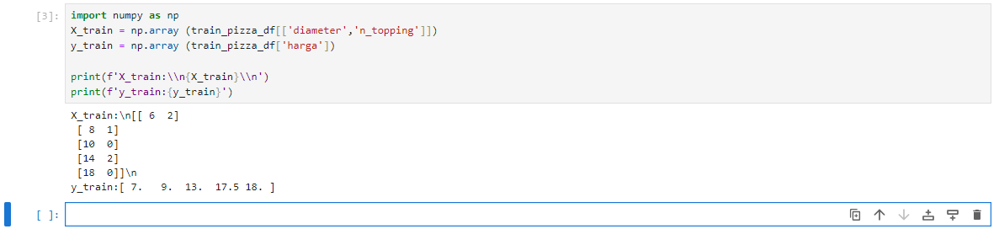 [3]: import numpy as np
X_train = np.array (train_pizza_df[['diameter','n_topping']])
y_train = np.array (train_pizza_df['harga'])
print(f'X_train:\\n{X_train}\\n')
print(f'y_train:{y_train}')
X_train:\n[[ 6  2]
 [ 8  1]
 [10  0]
 [14  2]
 [18  0]]\n
y_train:[ 7.   9.  13.  17.5 18. ]
[ ]: